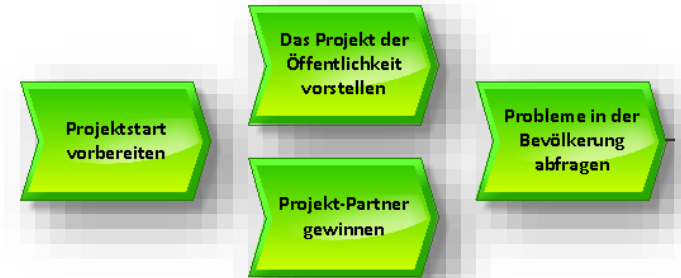 Projektstart
vorbereiten
Das Projekt der
Öffentlichkeit
vorstellen
Projekt-Partner
gewinnen
Probleme in der
Bevölkerung
abfragen